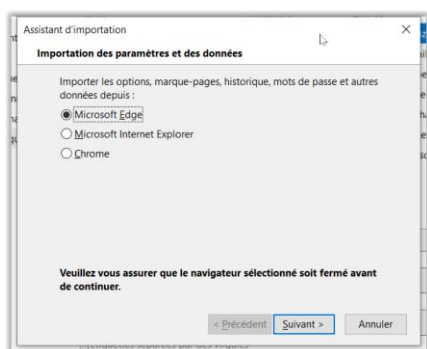 Assistant d'importation
Importation des paramètres et des données
Importer les options, marque-pages, historique, mots de passe et autres
données depuis :
Microsoft Edge
Microsoft Internet Explorer
Chrome
Veuillez vous assurer que le navigateur sélectionné soit fermé avant
de continuer.
< Précédent Suivant > Annuler